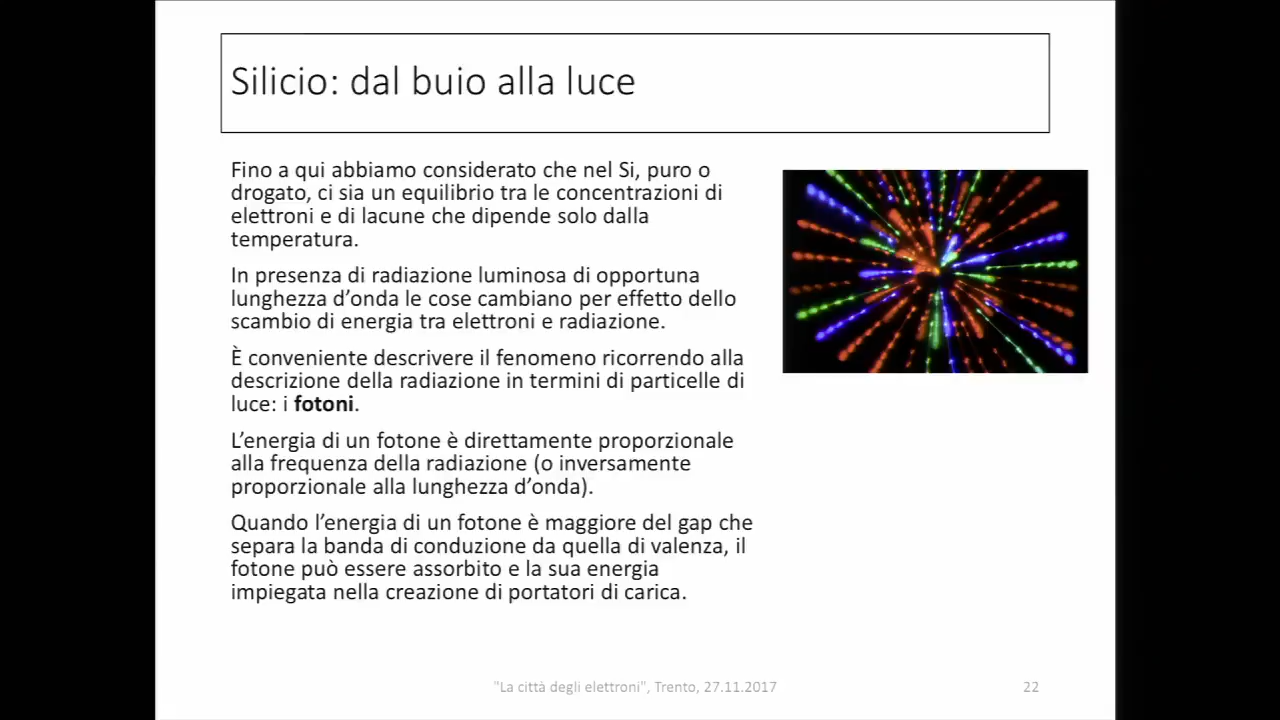 Silicio: dal buio alla luce
Fino a qui abbiamo considerato che nel Si, puro o
drogato, ci sia un equilibrio tra le concentrazioni di
elettroni e di lacune che dipende solo dalla
temperatura.
In presenza di radiazione luminosa di opportuna
lunghezza d’onda le cose cambiano per effetto dello
scambio di energia tra elettroni e radiazione.
È conveniente descrivere il fenomeno ricorrendo alla
descrizione della radiazione in termini di particelle di
luce: i fotoni.
L’energia di un fotone è direttamente proporzionale
alla frequenza della radiazione (o inversamente
proporzionale alla lunghezza d’onda).
Quando l’energia di un fotone è maggiore del gap che
separa la banda di conduzione da quella di valenza, il
fotone può essere assorbito e la sua energia
impiegata nella creazione di portatori di carica.
"La città degli elettroni", Trento, 27.11.2017
22